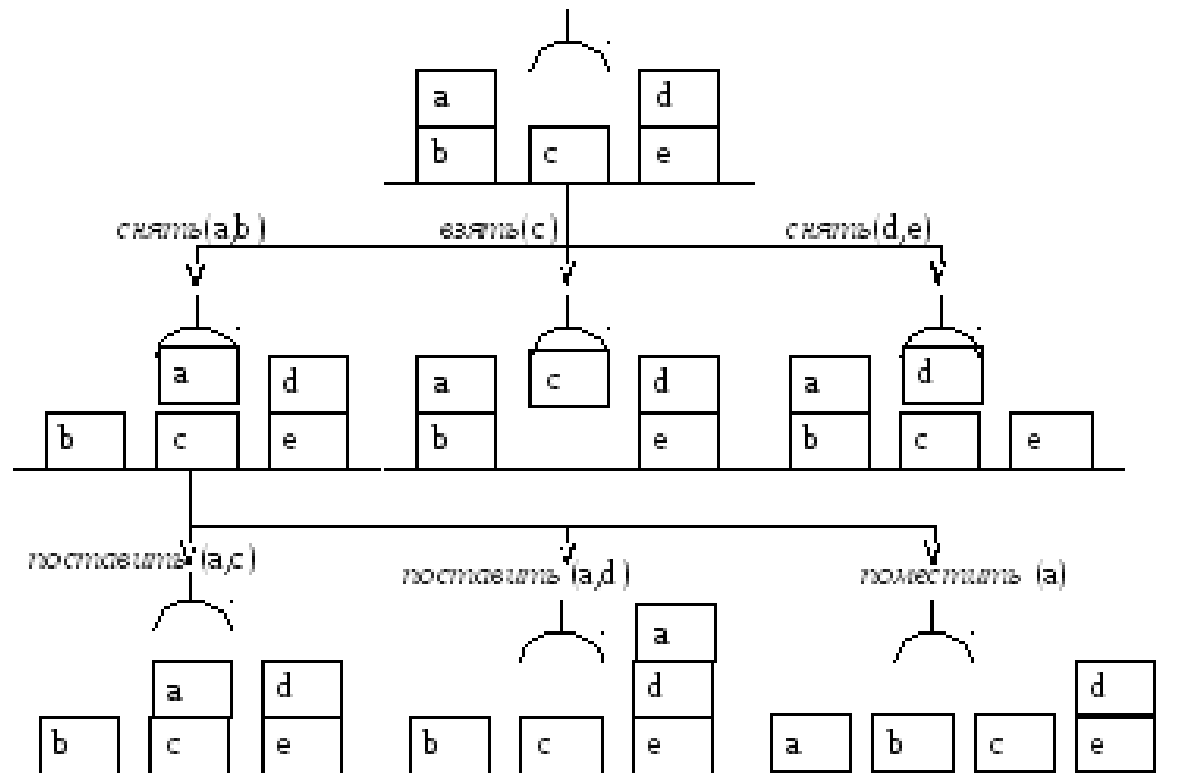 a d
b c e
снять(a,b) взять(c) снять(d,e)
a c d
d a d a
b c e b e b c e
поставить (a,c) поставить (a,d) поместить (a)
a
a d d d
b c e b c e a b c e